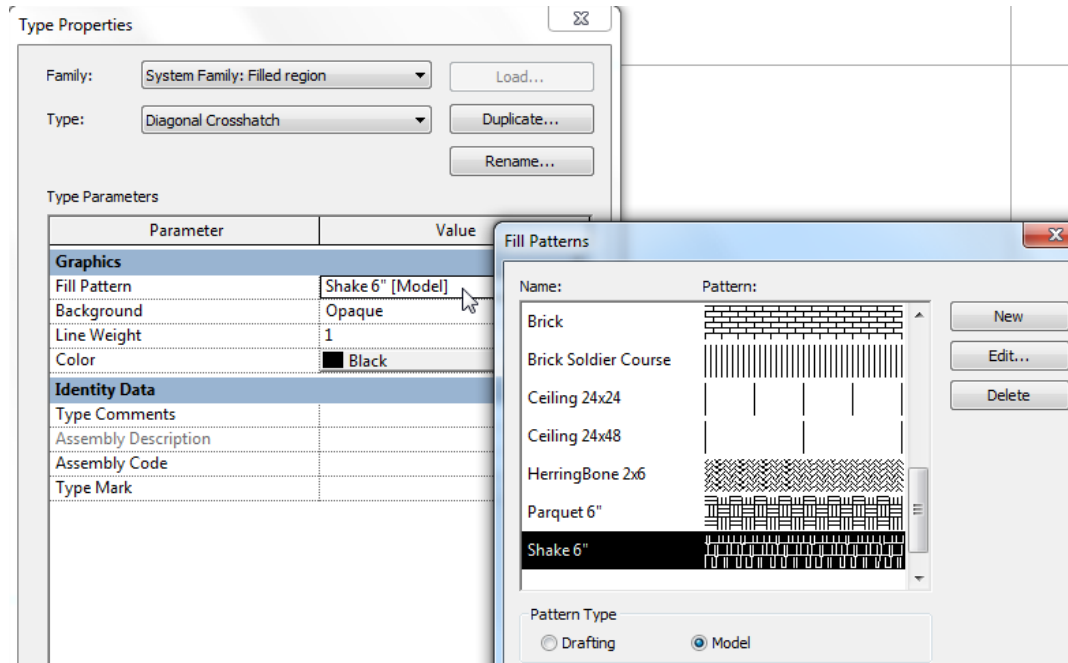 Type Properties
Family: System Family: Filled region Load...
Type: Diagonal Crosshatch Duplicate...
Rename...
Type Parameters
Parameter Value
Graphics
Fill Pattern Shake 6" [Model]
Background Opaque
Line Weight 1
Color Black
Identity Data
Type Comments
Assembly Description
Assembly Code
Type Mark
Fill Patterns
Name: Pattern:
Brick
Brick Soldier Course
Ceiling 24x24
Ceiling 24x48
HerringBone 2x6
Parquet 6"
Shake 6"
New
Edit...
Delete
Pattern Type
Drafting Model